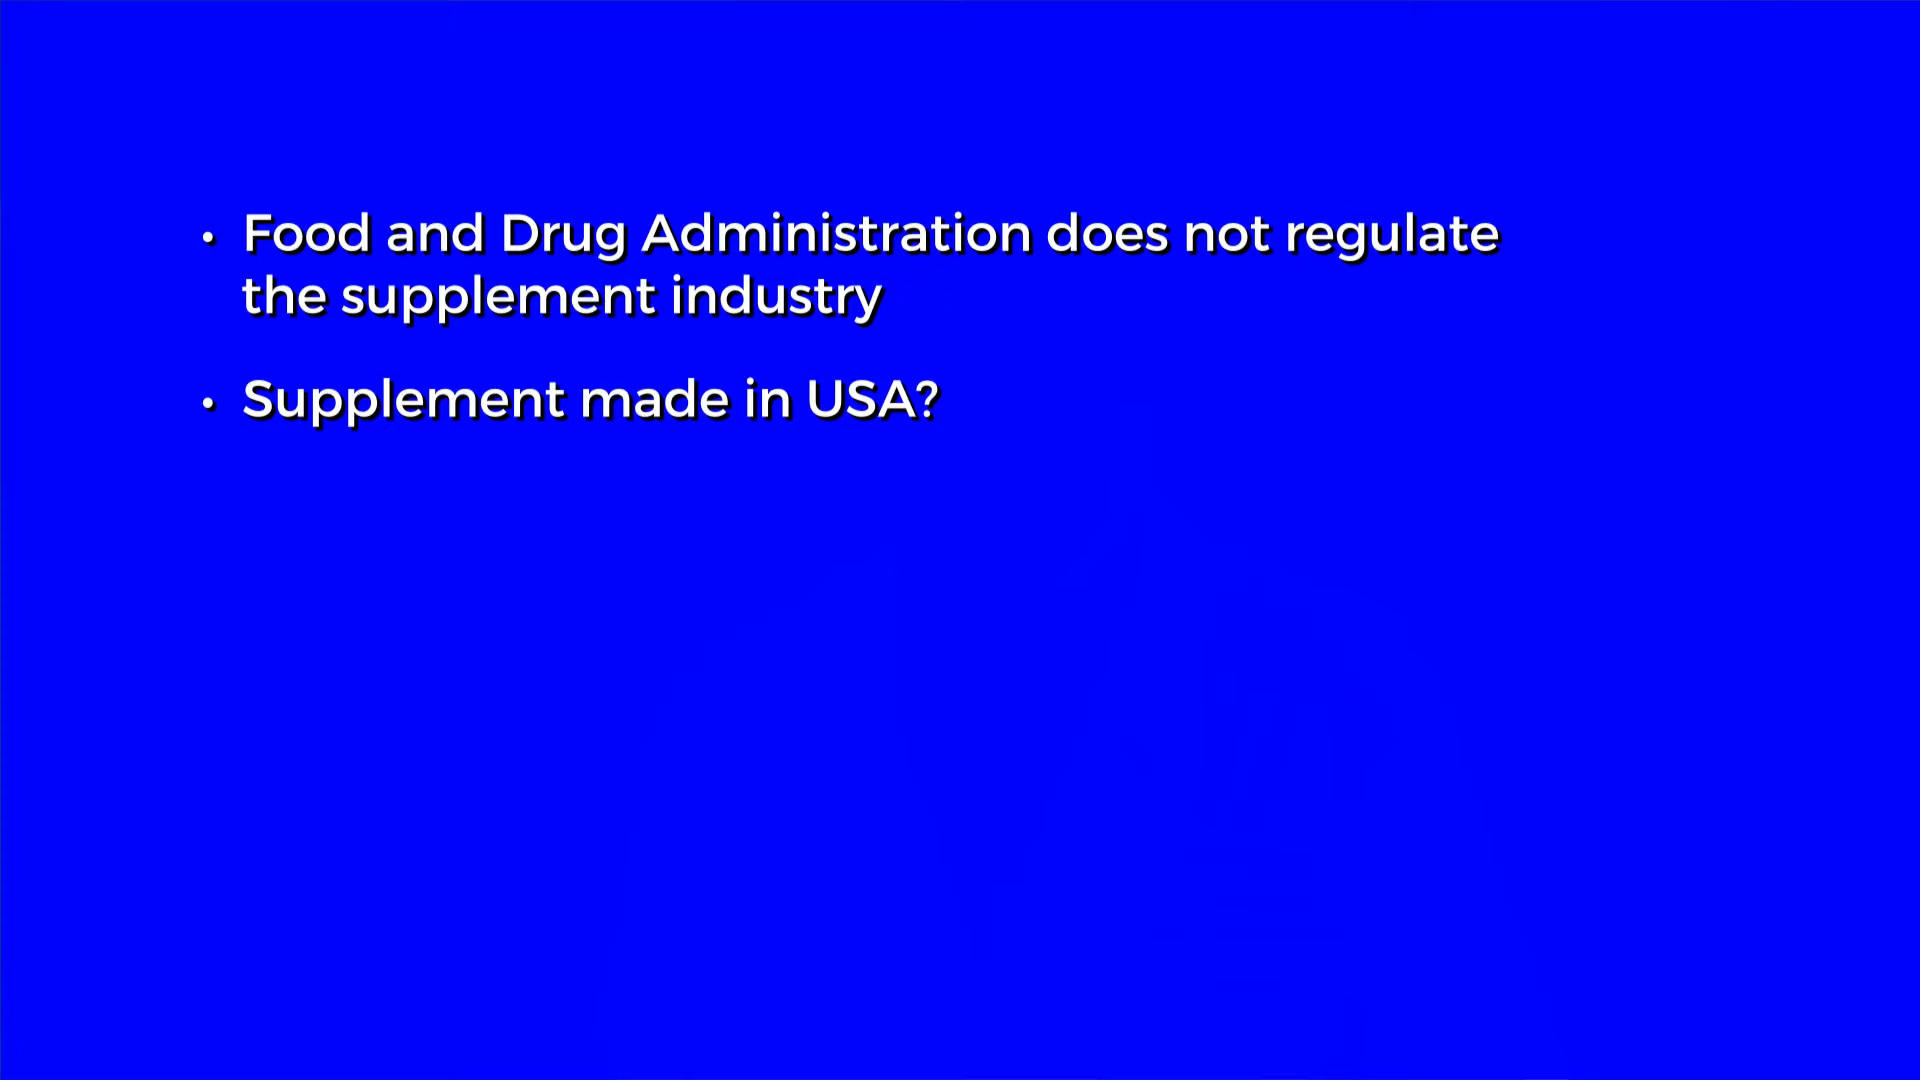 • Food and Drug Administration does not regulate
the supplement industry
• Supplement made in USA?